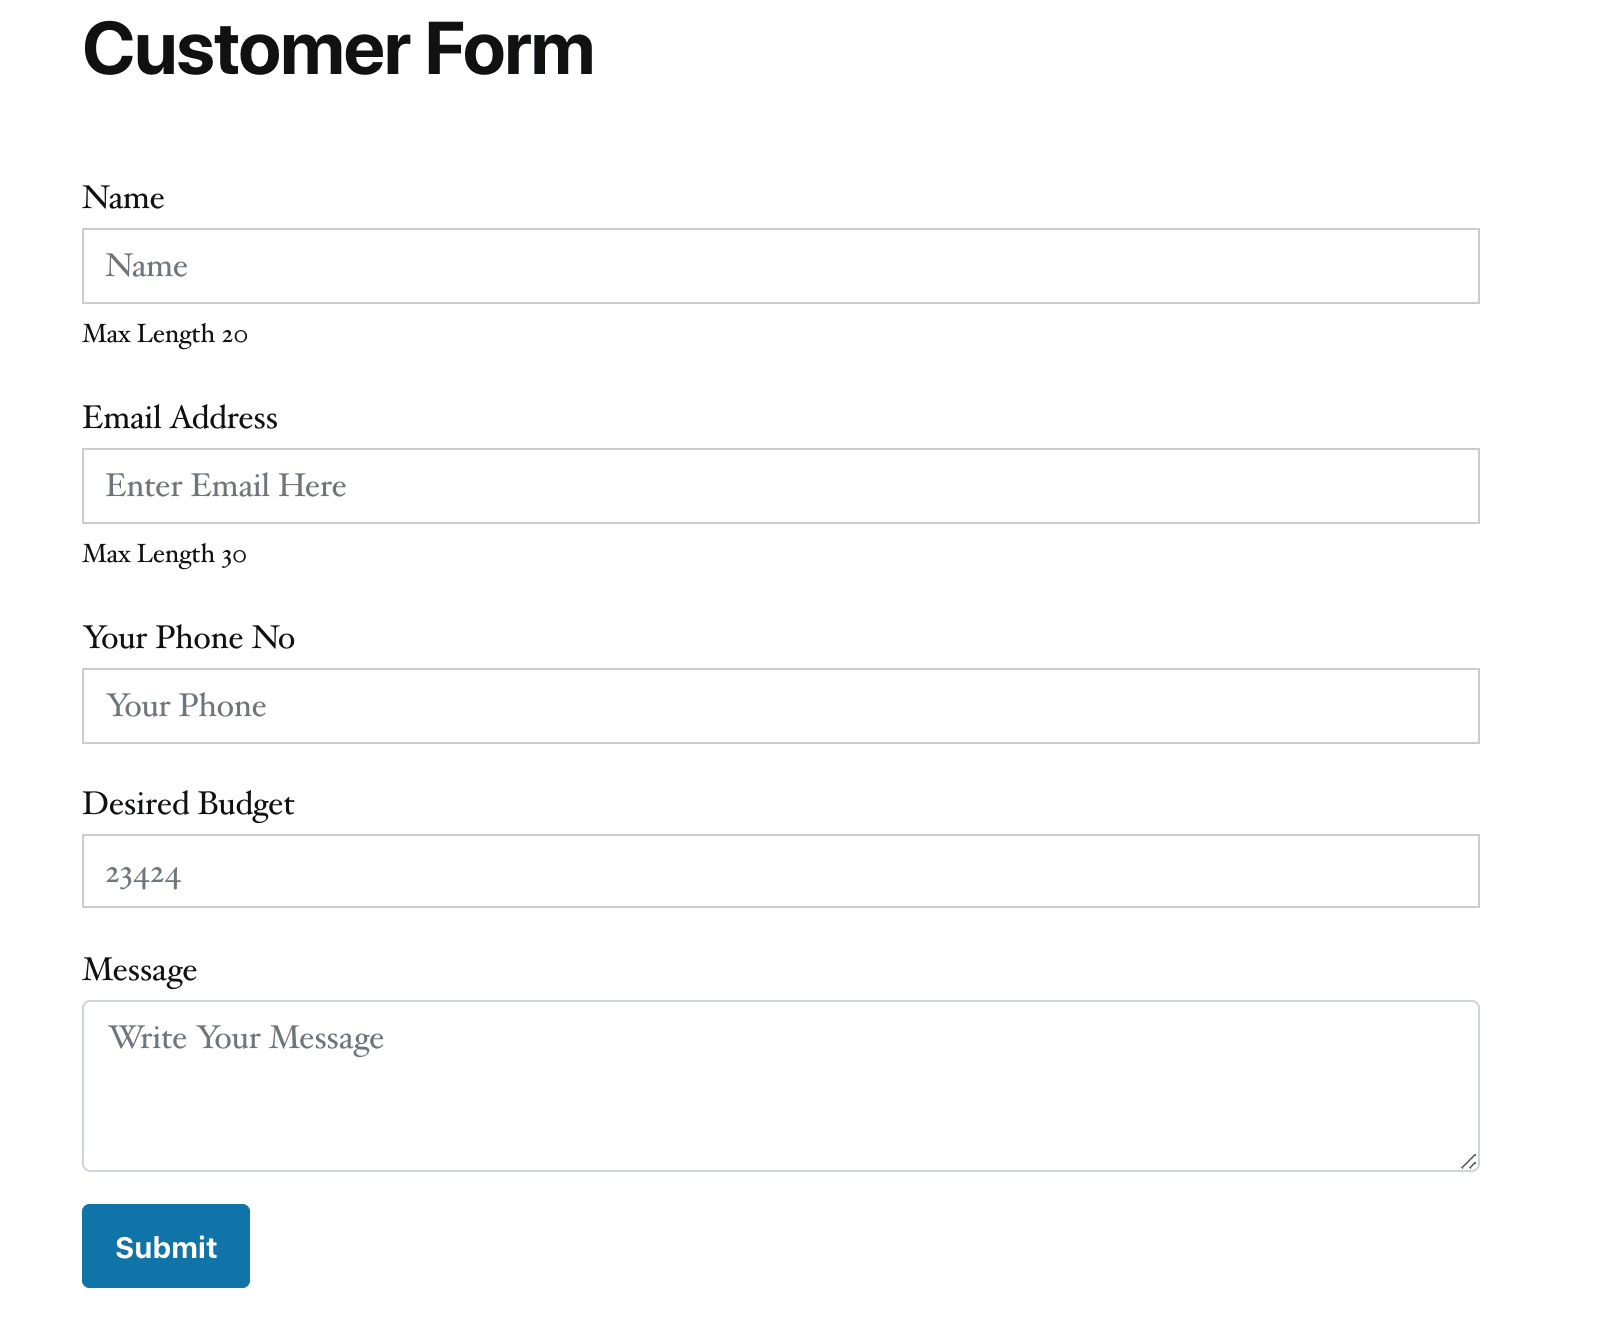 Customer Form
Name
Name
Max Length 20
Email Address
Enter Email Here
Max Length 30
Your Phone No
Your Phone
Desired Budget
23424
Message
Write Your Message
Submit